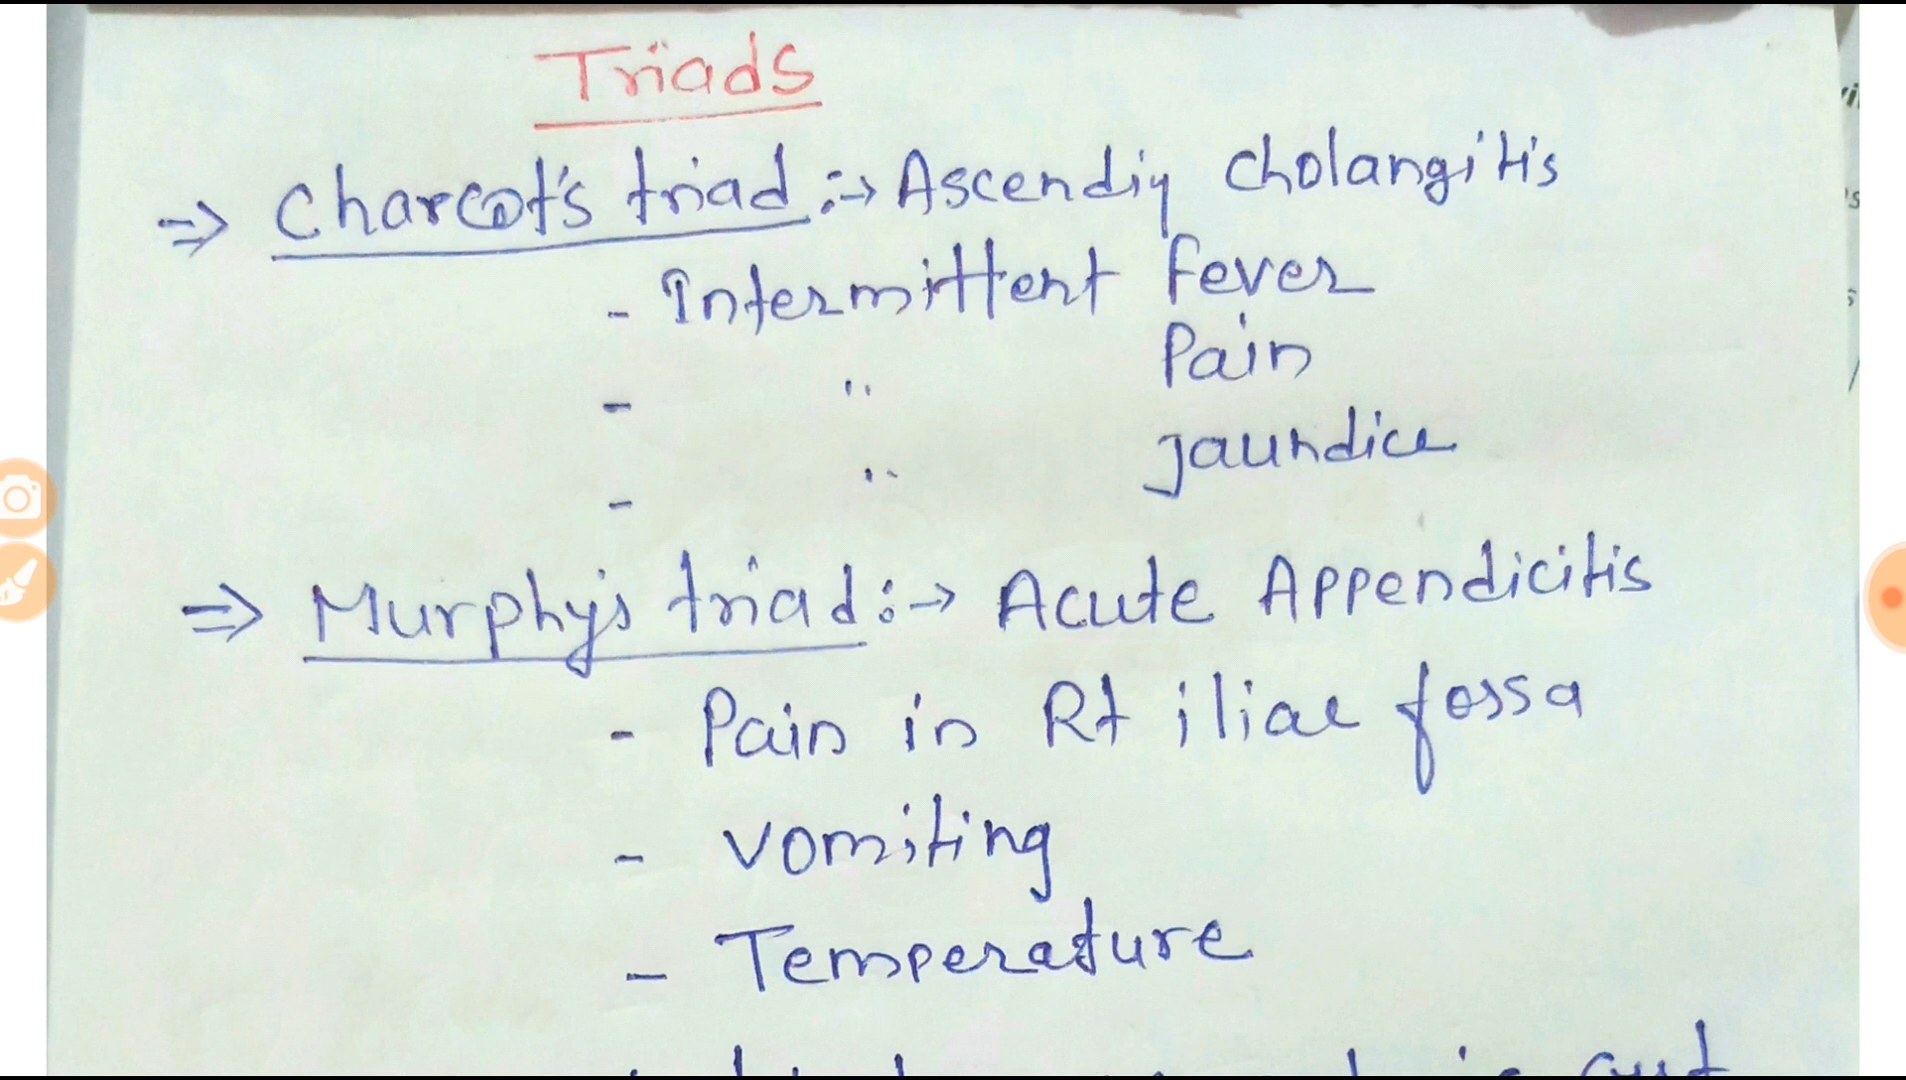 Triads
⇒ Charcot's triad :→ Ascending Cholangitis
- Intermittent Fever
- " Pain
- " Jaundice
⇒ Murphy's triad :→ Acute Appendicitis
- Pain in Rt iliac fossa
- vomiting
- Temperature